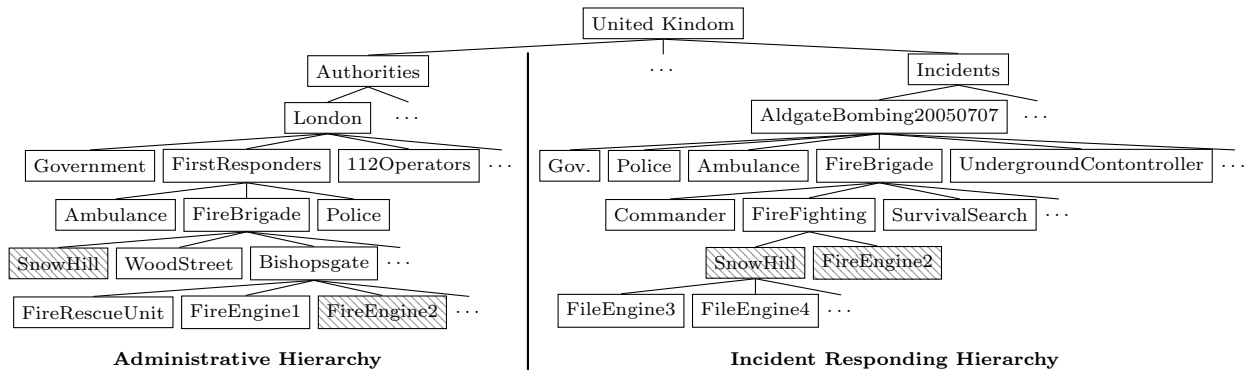 United Kindom
Authorities ... Incidents
London ... AldgateBombing20050707 ...
Government FirstResponders 112Operators ... Gov. Police Ambulance FireBrigade UndergroundContontroller ...
Ambulance FireBrigade Police Commander FireFighting SurvivalSearch ...
SnowHill WoodStreet Bishopsgate ... SnowHill FireEngine2
FireRescueUnit FireEngine1 FireEngine2 ... FileEngine3 FileEngine4 ...
Administrative Hierarchy Incident Responding Hierarchy